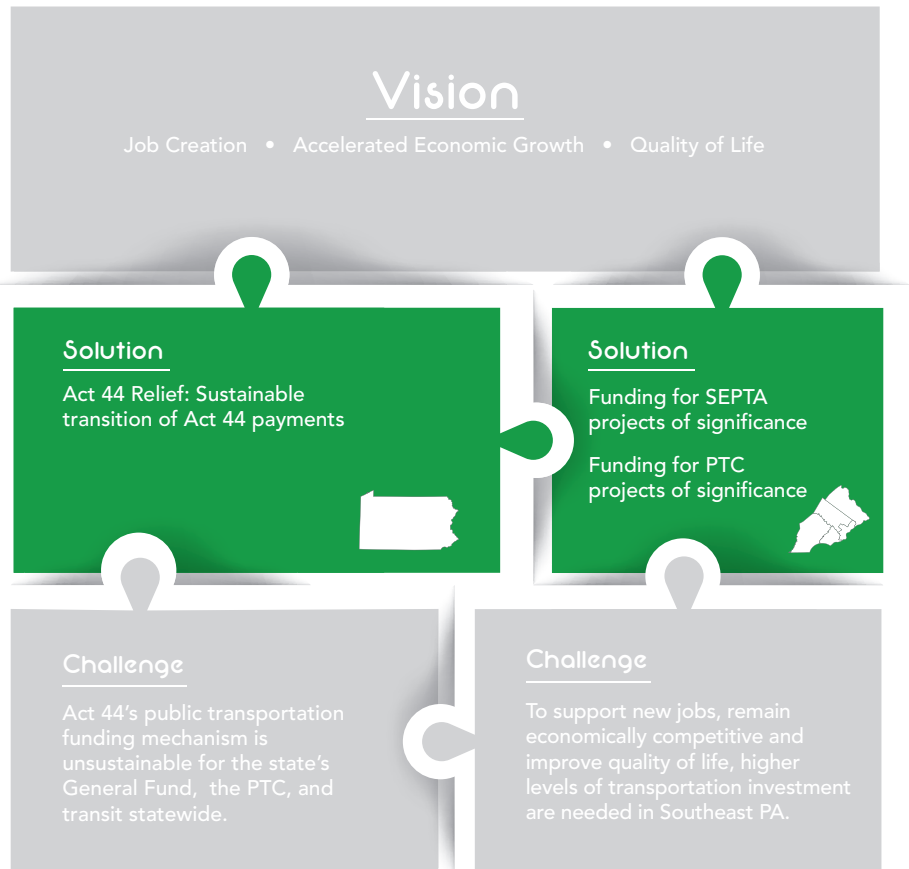 Vision
Job Creation • Accelerated Economic Growth • Quality of Life
Solution
Act 44 Relief: Sustainable
transition of Act 44 payments
Solution
Funding for SEPTA
projects of significance
Funding for PTC
projects of significance
Challenge
Act 44’s public transportation
funding mechanism is
unsustainable for the state’s
General Fund, the PTC, and
transit statewide.
Challenge
To support new jobs, remain
economically competitive and
improve quality of life, higher
levels of transportation investment
are needed in Southeast PA.